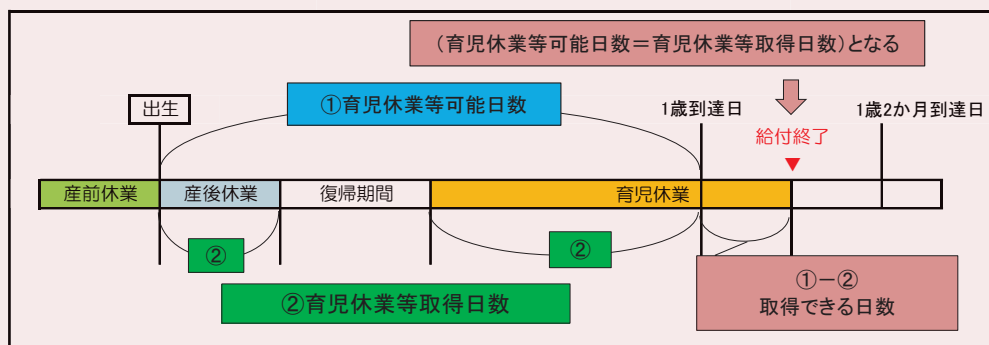 (育児休業等可能日数＝育児休業等取得日数)となる
出生
①育児休業等可能日数
1歳到達日
1歳2か月到達日
給付終了
産前休業
産後休業
復帰期間
育児休業
②
②
②育児休業等取得日数
①－②
取得できる日数